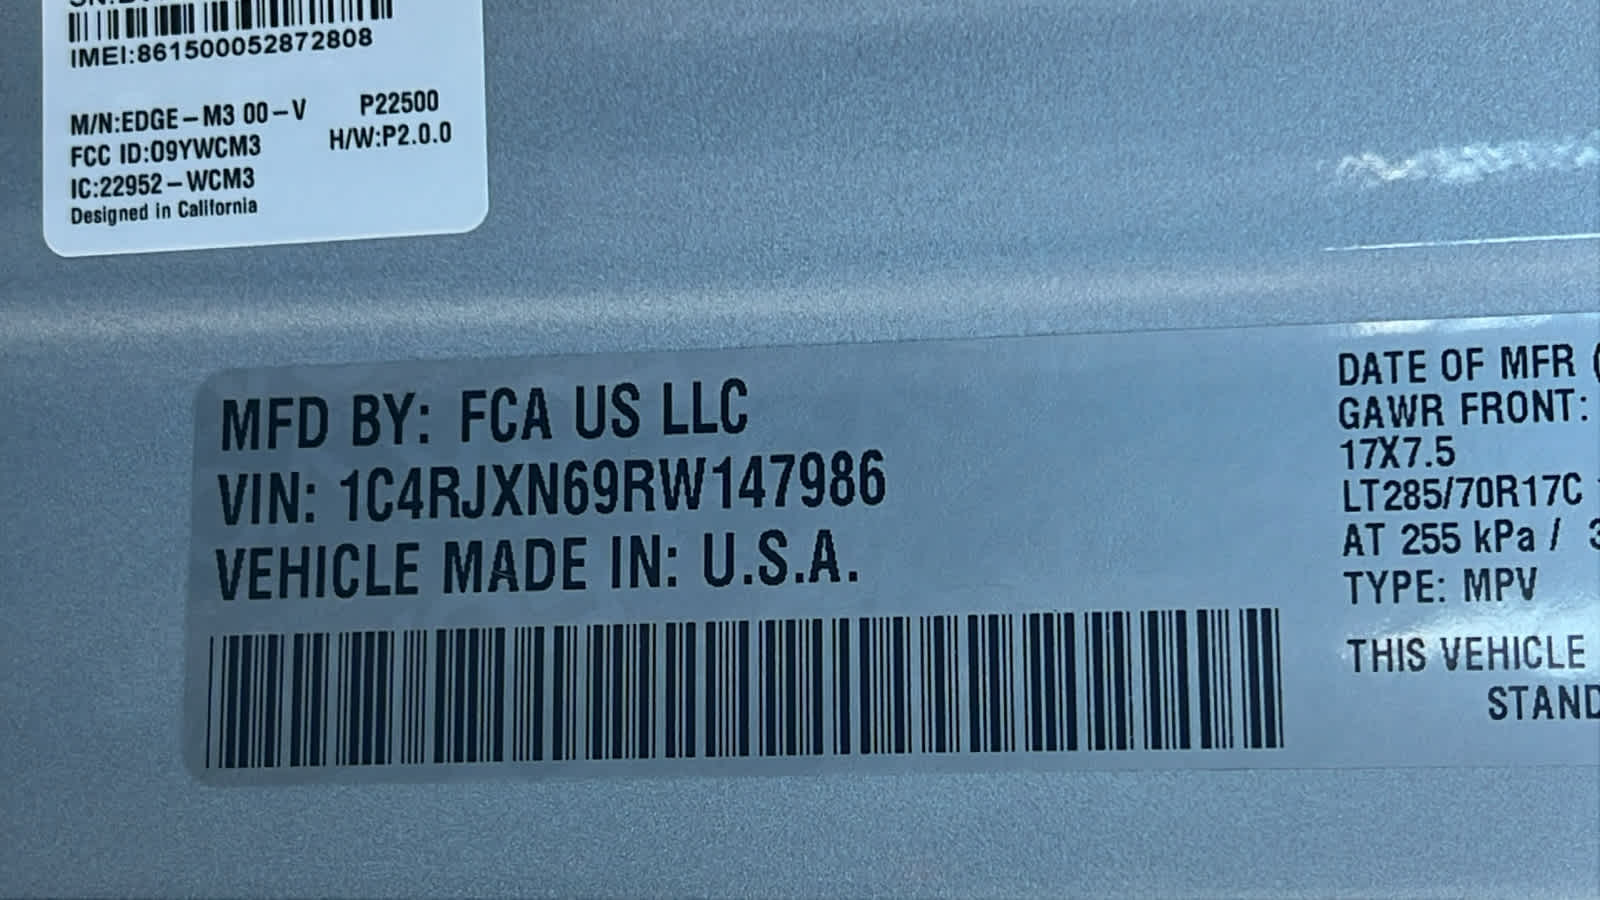 IMEI:861500052872808
M/N:EDGE-M3 00-V P22500
FCC ID:O9YWCM3 H/W:P2.0.0
IC:22952-WCM3
Designed in California
MFD BY: FCA US LLC
VIN: 1C4RJXN69RW147986
VEHICLE MADE IN: U.S.A.
DATE OF MFR
GAWR FRONT:
17X7.5
LT285/70R17C
AT 255 kPa /
TYPE: MPV
THIS VEHICLE